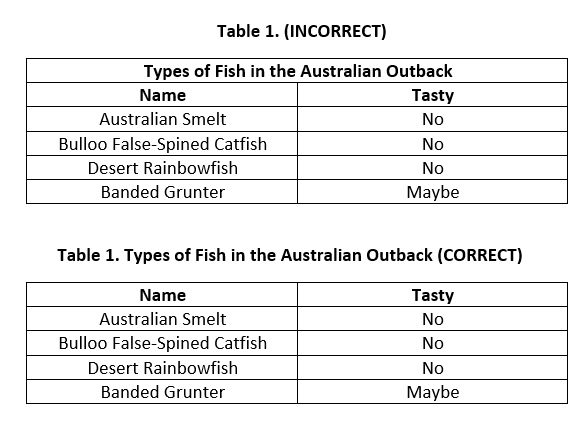 Table 1. (INCORRECT)
Types of Fish in the Australian Outback
Name Tasty
Australian Smelt No
Bulloo False-Spined Catfish No
Desert Rainbowfish No
Banded Grunter Maybe
Table 1. Types of Fish in the Australian Outback (CORRECT)
Name Tasty
Australian Smelt No
Bulloo False-Spined Catfish No
Desert Rainbowfish No
Banded Grunter Maybe